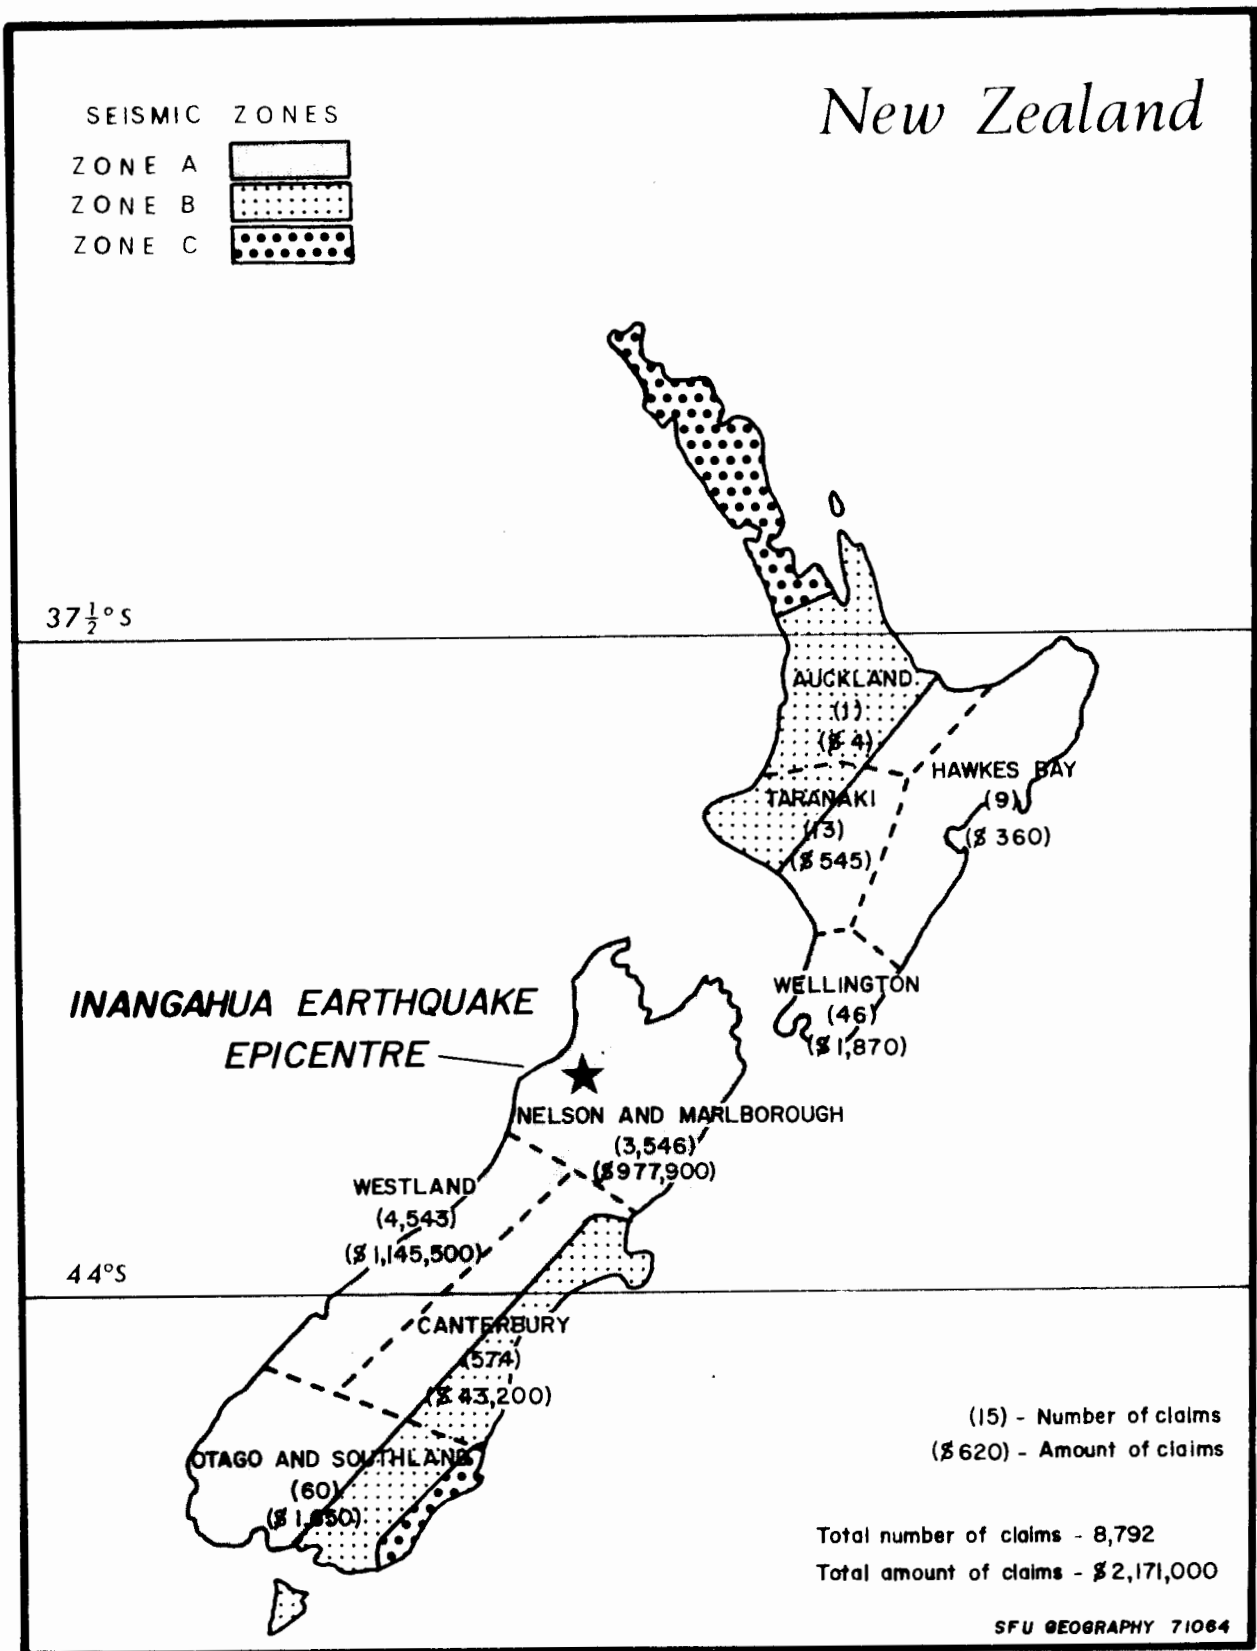 New Zealand
SEISMIC ZONES
ZONE A
ZONE B
ZONE C
37½°S
AUCKLAND
(1)
($4)
HAWKES BAY
(9)
($360)
TARANAKI
(13)
($545)
WELLINGTON
(46)
($1,870)
INANGAHUA EARTHQUAKE
EPICENTRE
NELSON AND MARLBOROUGH
(3,546)
($977,900)
WESTLAND
(4,543)
($1,145,500)
44°S
CANTERBURY
(574)
($43,200)
OTAGO AND SOUTHLAND
(60)
(15) - Number of claims
($620) - Amount of claims
Total number of claims - 8,792
Total amount of claims - $2,171,000
SFU GEOGRAPHY 71064